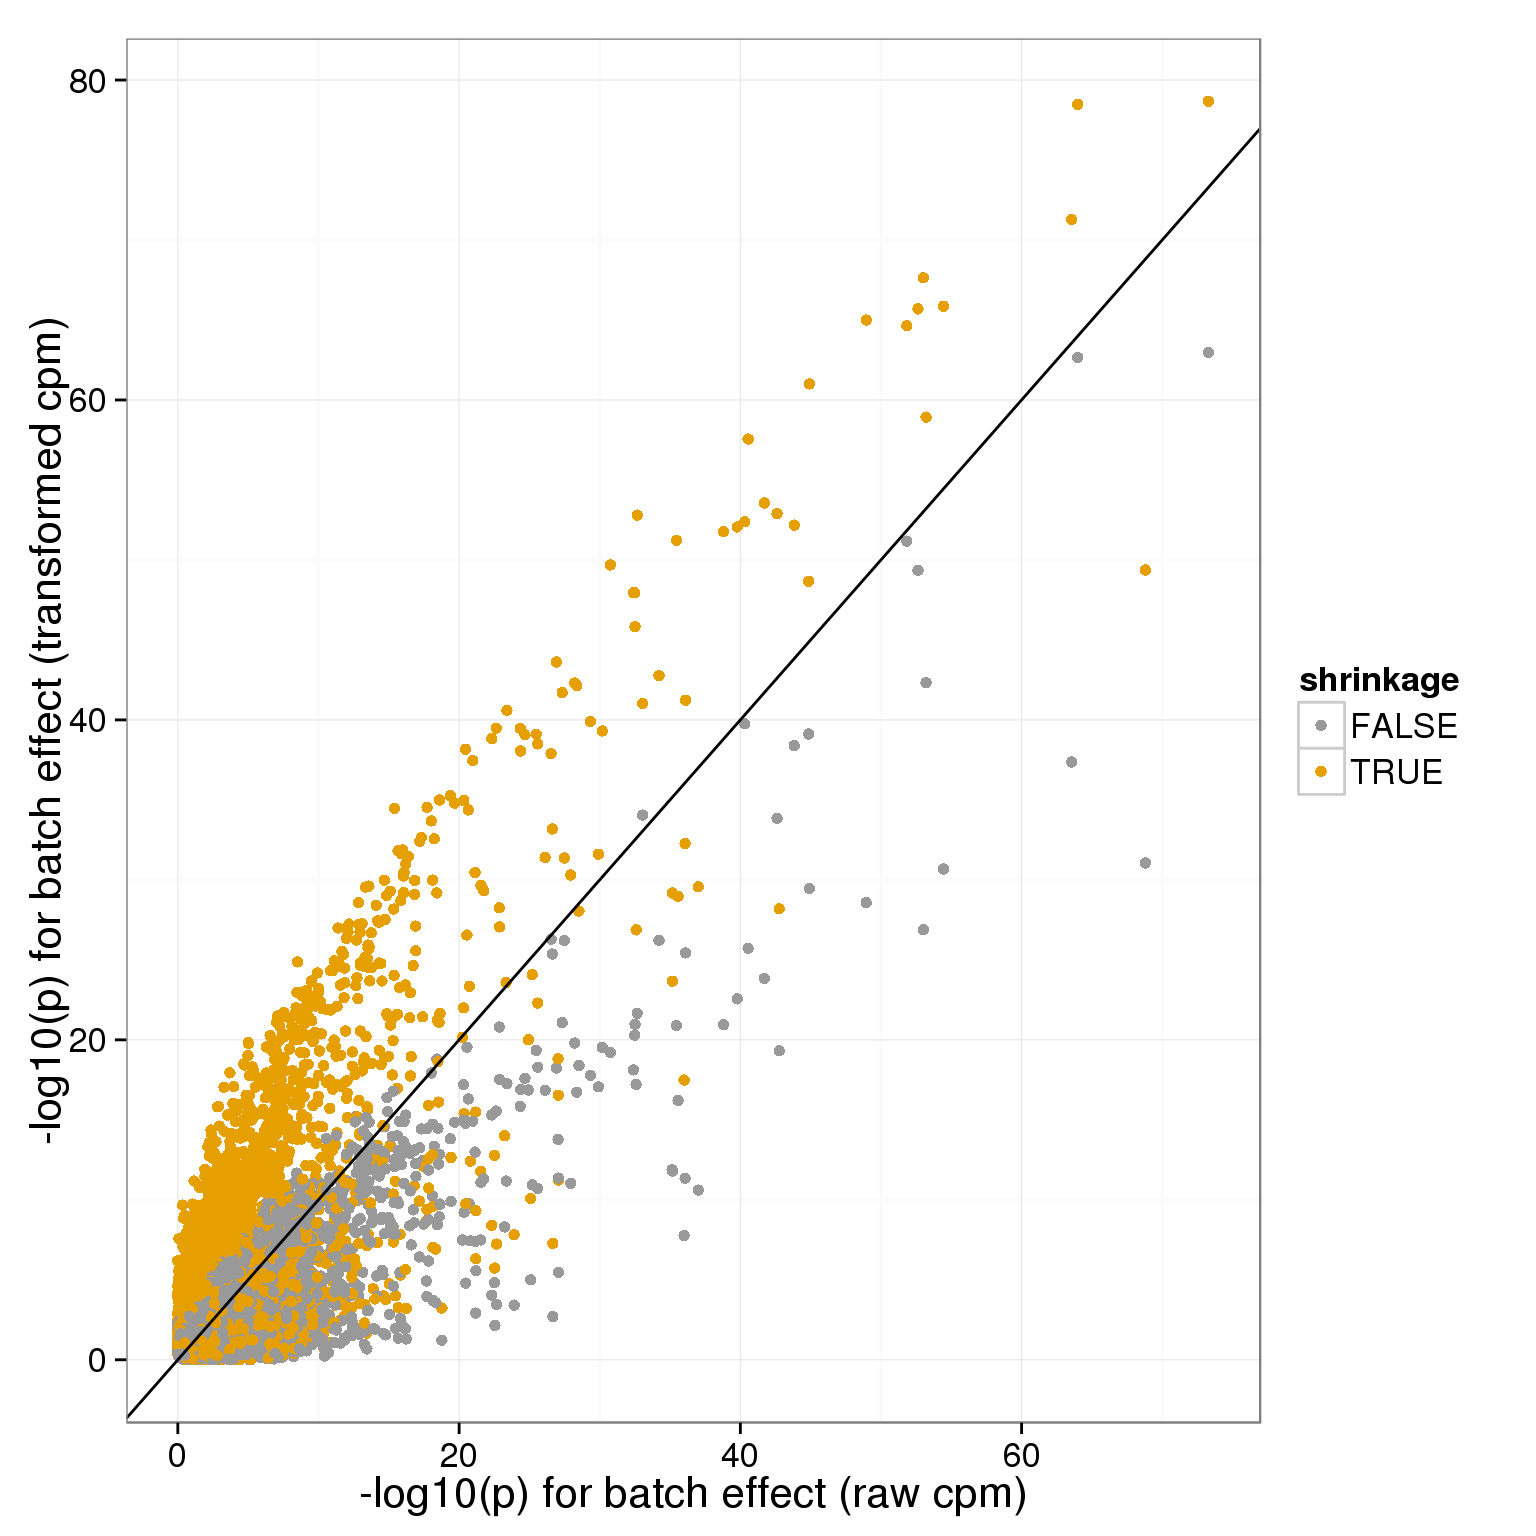 80
60
40
20
0
-log10(p) for batch effect (transformed cpm)
0 20 40 60
-log10(p) for batch effect (raw cpm)
shrinkage
FALSE
TRUE